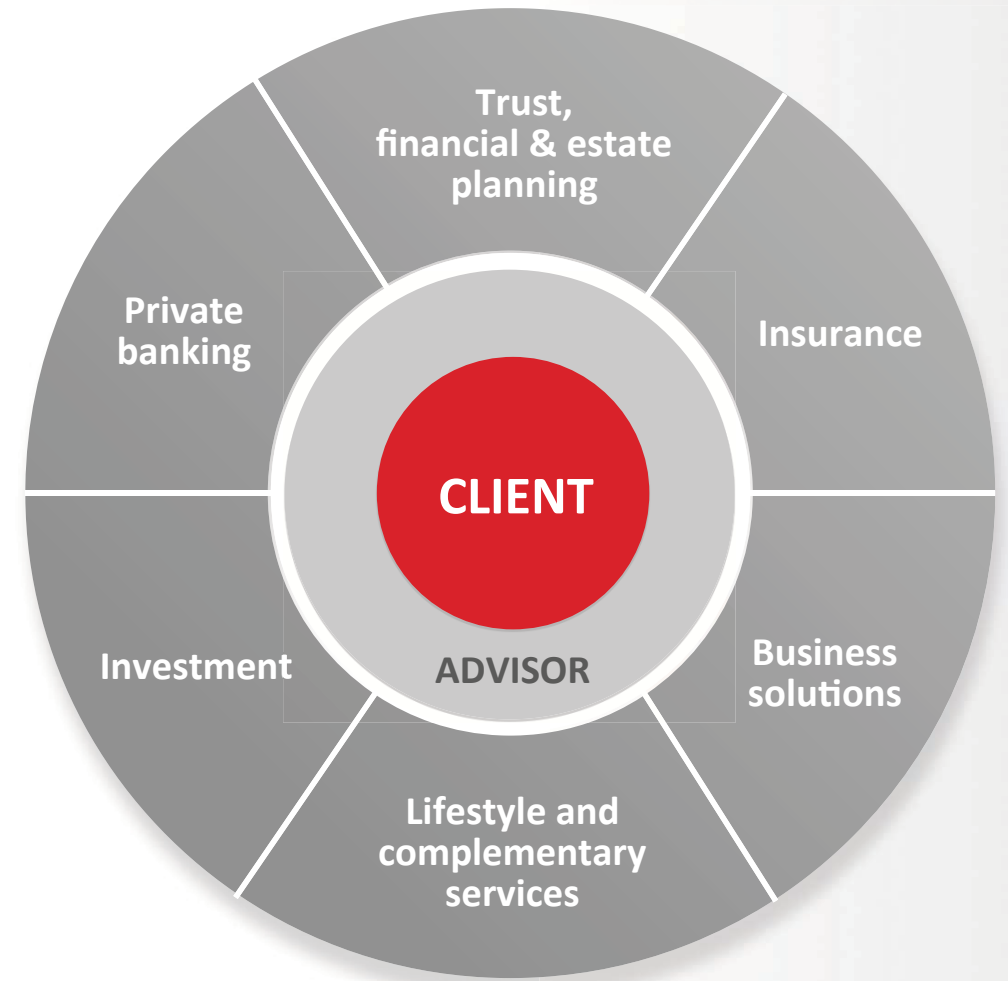 Trust,
financial & estate
planning
Private
banking
Insurance
CLIENT
ADVISOR
Investment
Business
solutions
Lifestyle and
complementary
services